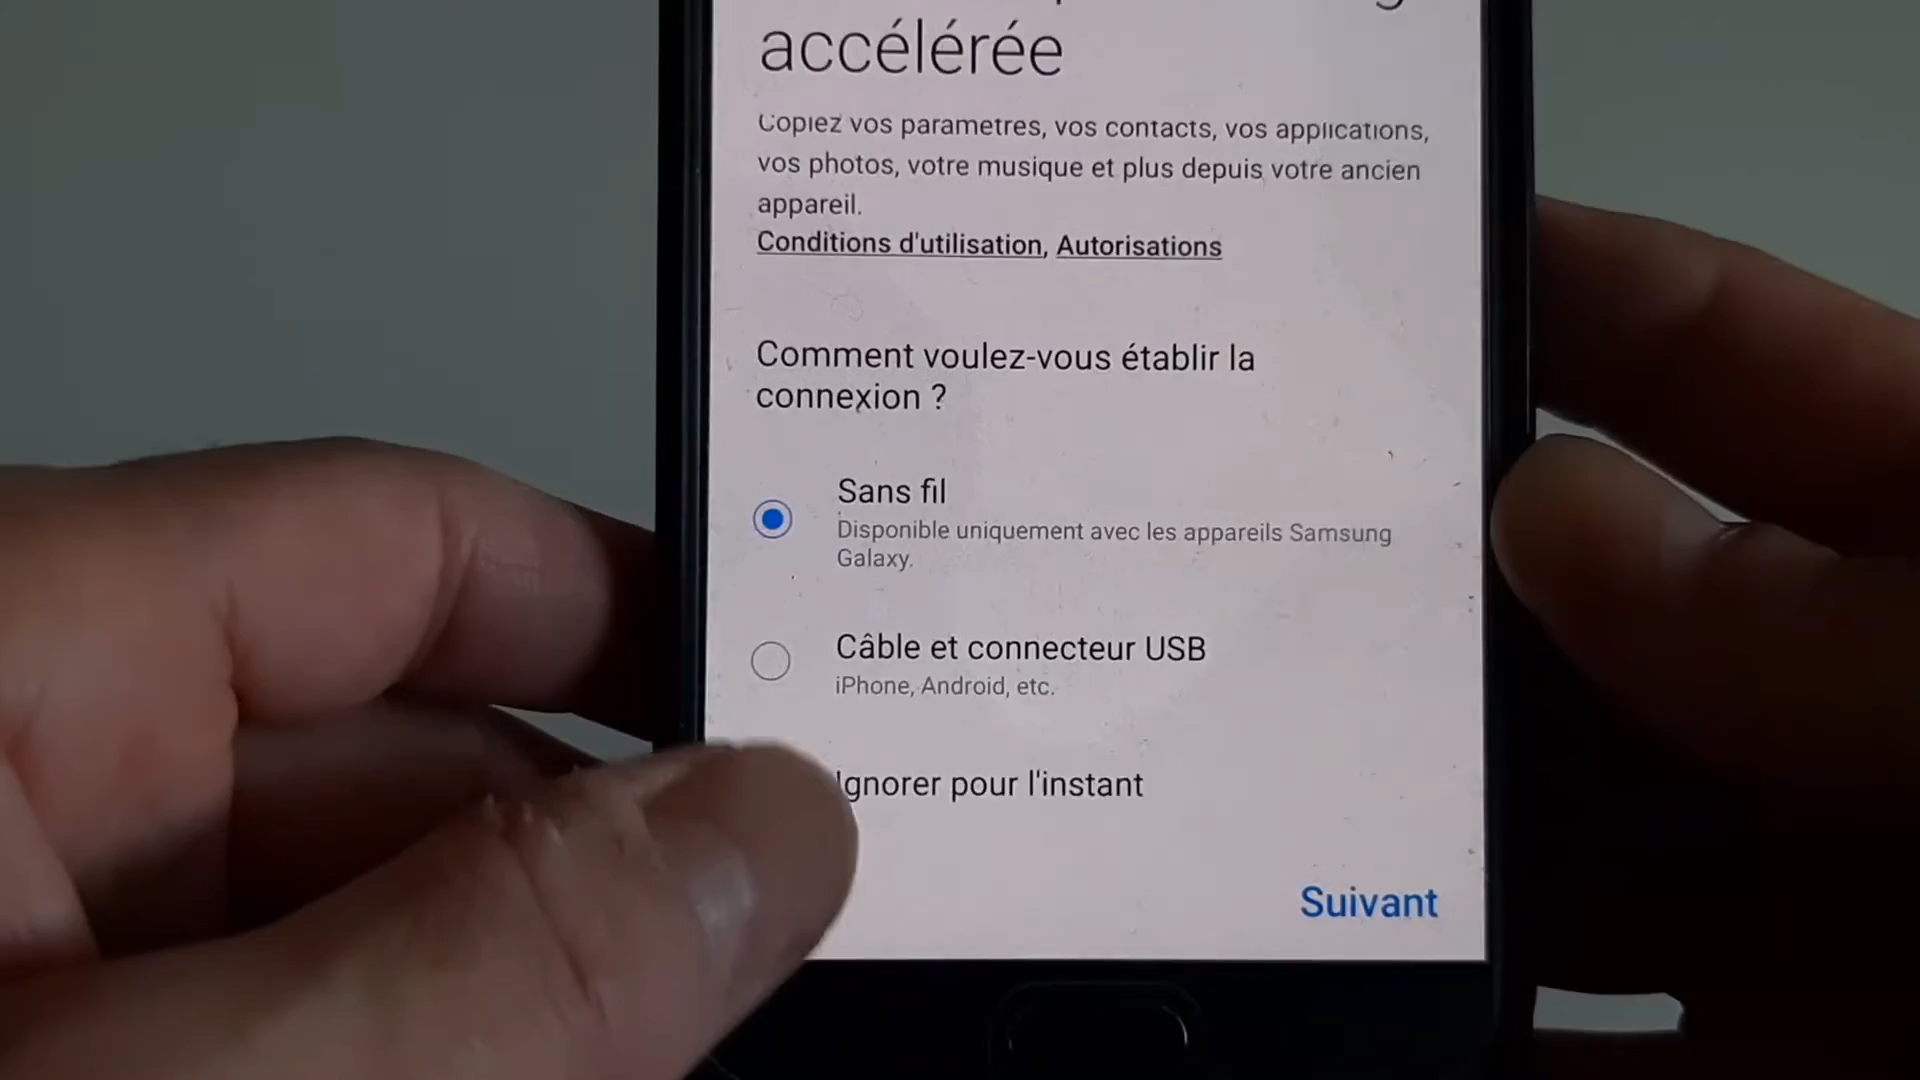 accélérée
Copiez vos parametres, vos contacts, vos applications,
vos photos, votre musique et plus depuis votre ancien
appareil.
Conditions d'utilisation, Autorisations
Comment voulez-vous établir la
connexion ?
Sans fil
Disponible uniquement avec les appareils Samsung
Galaxy.
Câble et connecteur USB
iPhone, Android, etc.
Ignorer pour l'instant
Suivant